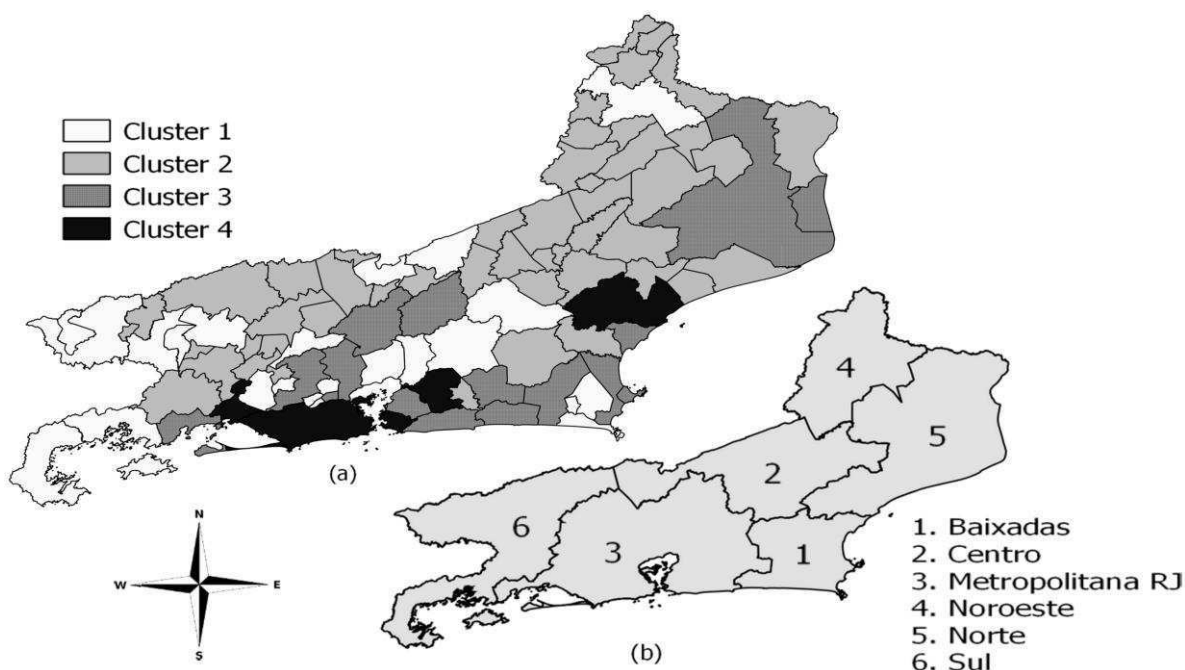 Cluster 1
Cluster 2
Cluster 3
Cluster 4
(a)
N
W
E
S
4
5
2
6
3
1
(b)
1. Baixadas
2. Centro
3. Metropolitana RJ
4. Noroeste
5. Norte
6. Sul